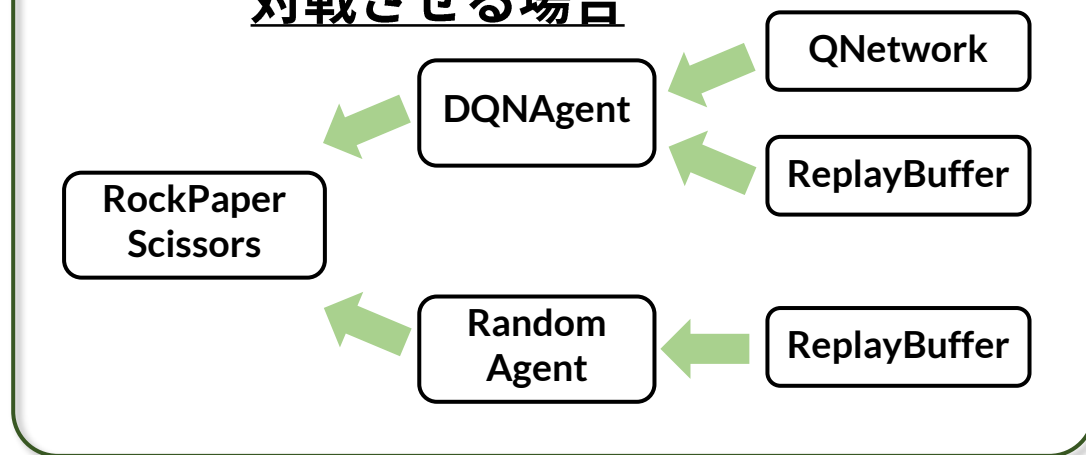 対戦させる場合
QNetwork
DQNAgent
ReplayBuffer
RockPaper
Scissors
Random
Agent
ReplayBuffer